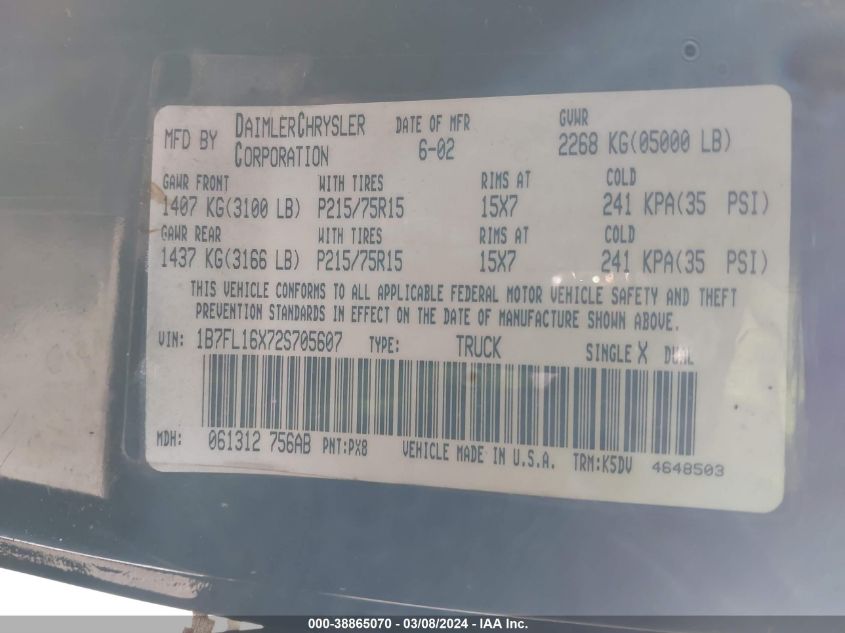 MFD BY DAIMLERCHRYSLER CORPORATION DATE OF MFR 6-02 GVWR 2268 KG(05000 LB)
GAWR FRONT WITH TIRES RIMS AT COLD
1407 KG(3100 LB) P215/75R15 15X7 241 KPA(35 PSI)
GAWR REAR WITH TIRES RIMS AT COLD
1437 KG(3166 LB) P215/75R15 15X7 241 KPA(35 PSI)
THIS VEHICLE CONFORMS TO ALL APPLICABLE FEDERAL MOTOR VEHICLE SAFETY AND THEFT
PREVENTION STANDARDS IN EFFECT ON THE DATE OF MANUFACTURE SHOWN ABOVE.
VIN: 1B7FL16X72S705607 TYPE: TRUCK SINGLE X DUAL
MDH: 061312 756AB PNT:PX8 VEHICLE MADE IN U.S.A. TRM:K5DV 4648503
000-38865070 - 03/08/2024 - IAA Inc.